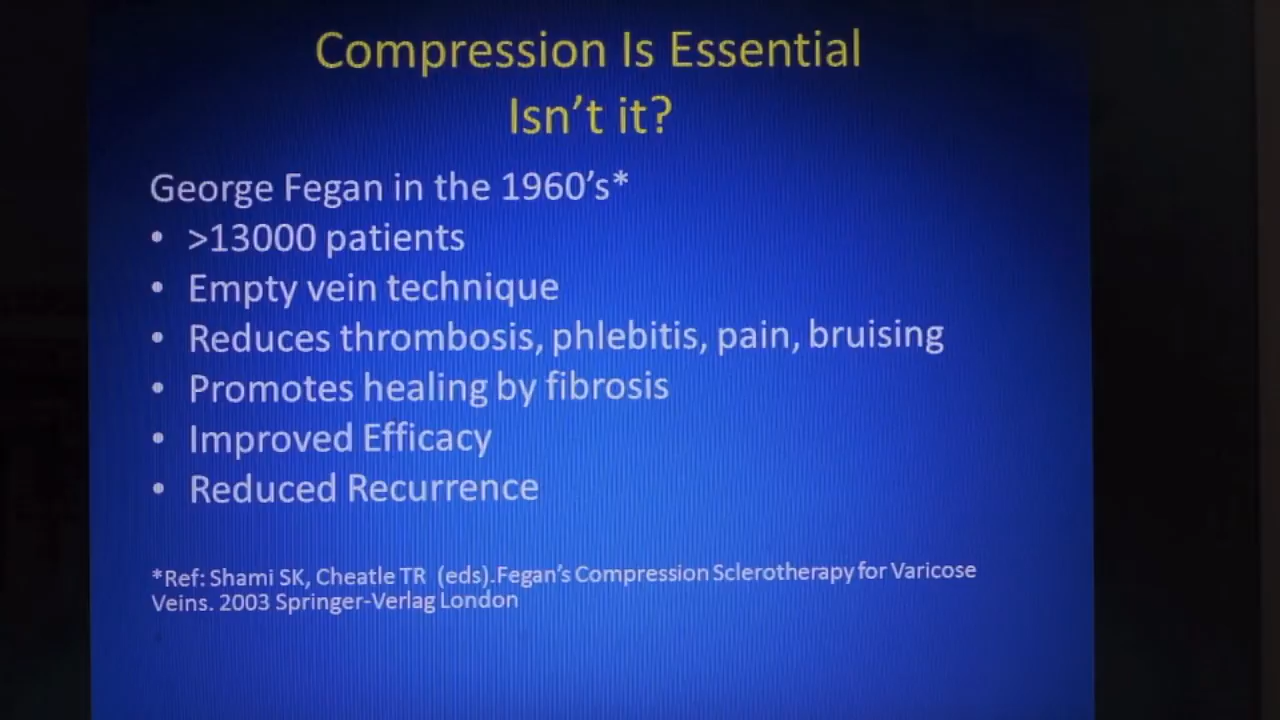 Compression Is Essential
Isn't it?
George Fegan in the 1960's*
• >13000 patients
• Empty vein technique
• Reduces thrombosis, phlebitis, pain, bruising
• Promotes healing by fibrosis
• Improved Efficacy
• Reduced Recurrence
*Ref: Shami SK, Cheatle TR (eds).Fegan's Compression Sclerotherapy for Varicose
Veins. 2003 Springer-Verlag London